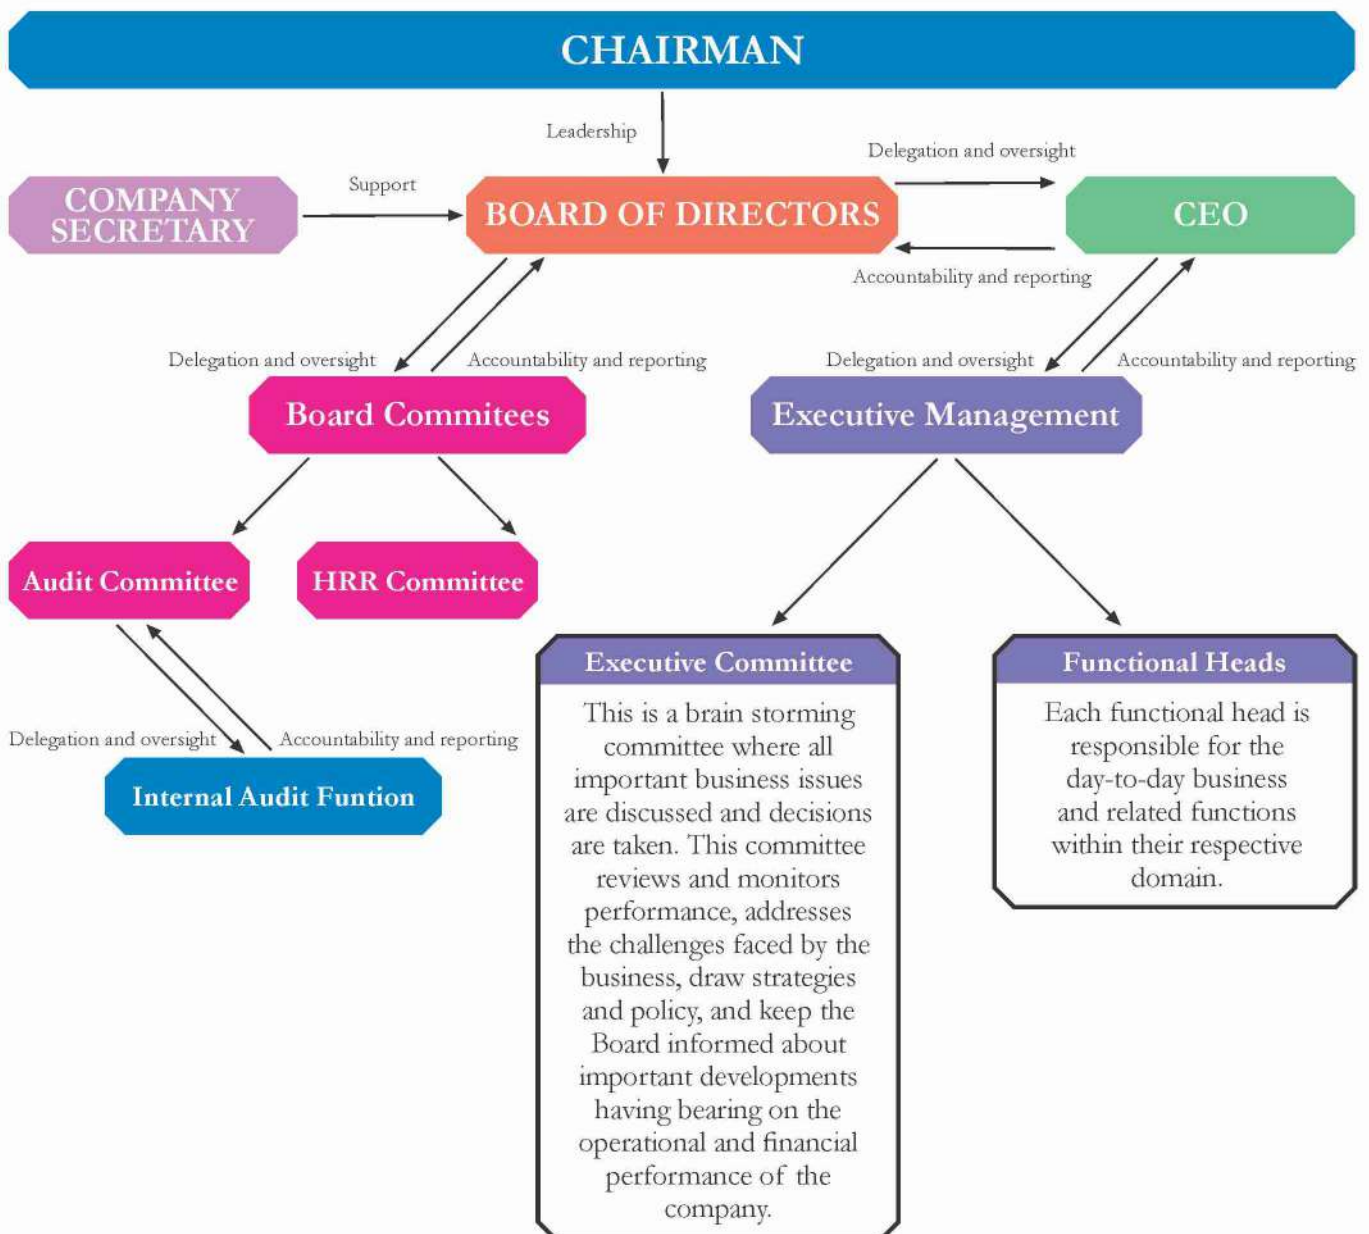 CHAIRMAN
Leadership
Delegation and oversight
COMPANY
SECRETARY
Support
BOARD OF DIRECTORS
CEO
Accountability and reporting
Delegation and oversight
Accountability and reporting
Delegation and oversight
Accountability and reporting
Board Commitees
Executive Management
Audit Committee
HRR Committee
Delegation and oversight
Accountability and reporting
Internal Audit Funtion
Executive Committee
This is a brain storming
committee where all
important business issues
are discussed and decisions
are taken. This committee
reviews and monitors
performance, addresses
the challenges faced by the
business, draw strategies
and policy, and keep the
Board informed about
important developments
having bearing on the
operational and financial
performance of the
company.
Functional Heads
Each functional head is
responsible for the
day-to-day business
and related functions
within their respective
domain.